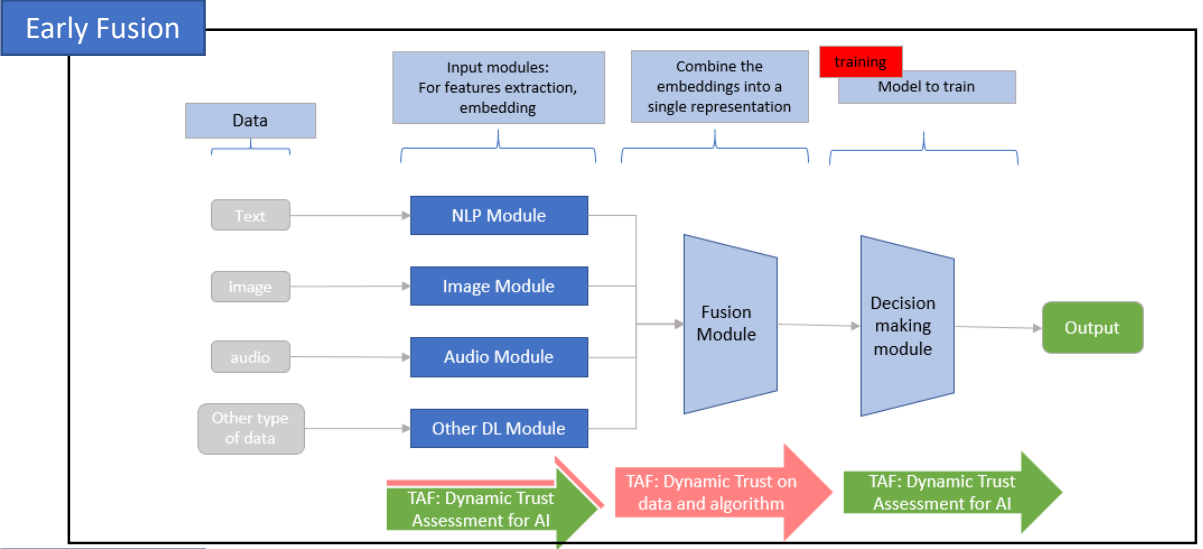 Early Fusion
Input modules:
For features extraction,
embedding
Combine the
embeddings into a
single representation
training
Model to train
Data
Text
NLP Module
image
Image Module
audio
Audio Module
Other type
of data
Other DL Module
Fusion
Module
Decision
making
module
Output
TAF: Dynamic Trust
Assessment for AI
TAF: Dynamic Trust on
data and algorithm
TAF: Dynamic Trust
Assessment for AI